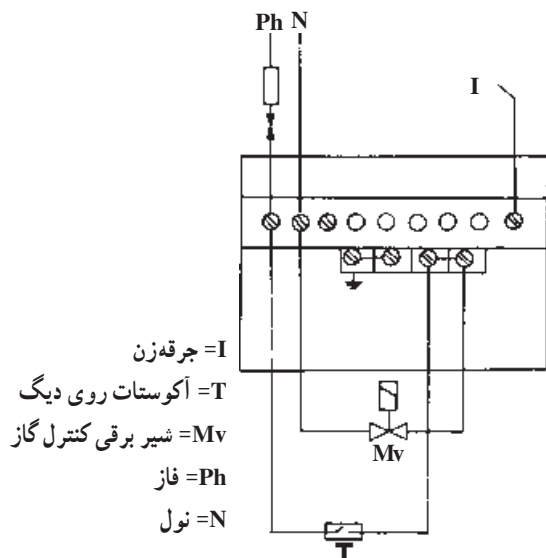 Ph N
I
Mv
I= جرقه‌زن
T= آکوستات روی دیگ
Mv= شیر برقی کنترل گاز
Ph= فاز
N= نول